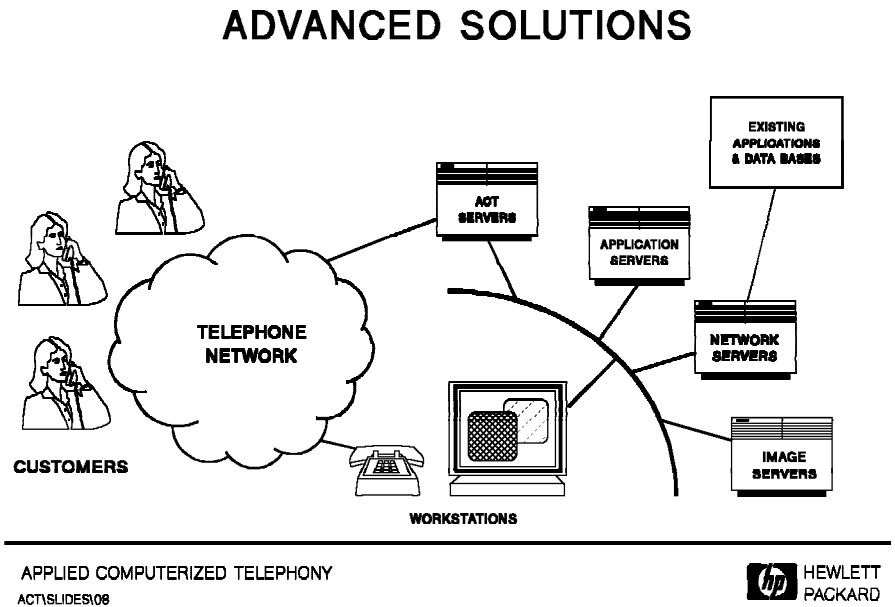 ADVANCED SOLUTIONS
EXISTING
APPLICATIONS
& DATA BASES
ACT
SERVERS
APPLICATION
SERVERS
TELEPHONE
NETWORK
NETWORK
SERVERS
IMAGE
SERVERS
CUSTOMERS
WORKSTATIONS
APPLIED COMPUTERIZED TELEPHONY
ACT\SLIDES\08
hp
HEWLETT
PACKARD